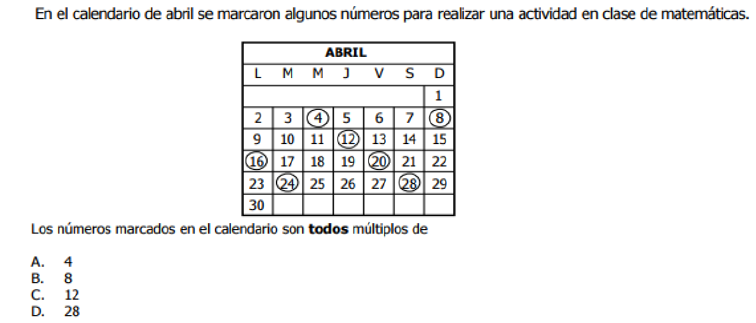 En el calendario de abril se marcaron algunos números para realizar una actividad en clase de matemáticas.
ABRIL
L M M J V S D
1
2 3 4 5 6 7 8
9 10 11 12 13 14 15
16 17 18 19 20 21 22
23 24 25 26 27 28 29
30
Los números marcados en el calendario son todos múltiplos de
A. 4
B. 8
C. 12
D. 28